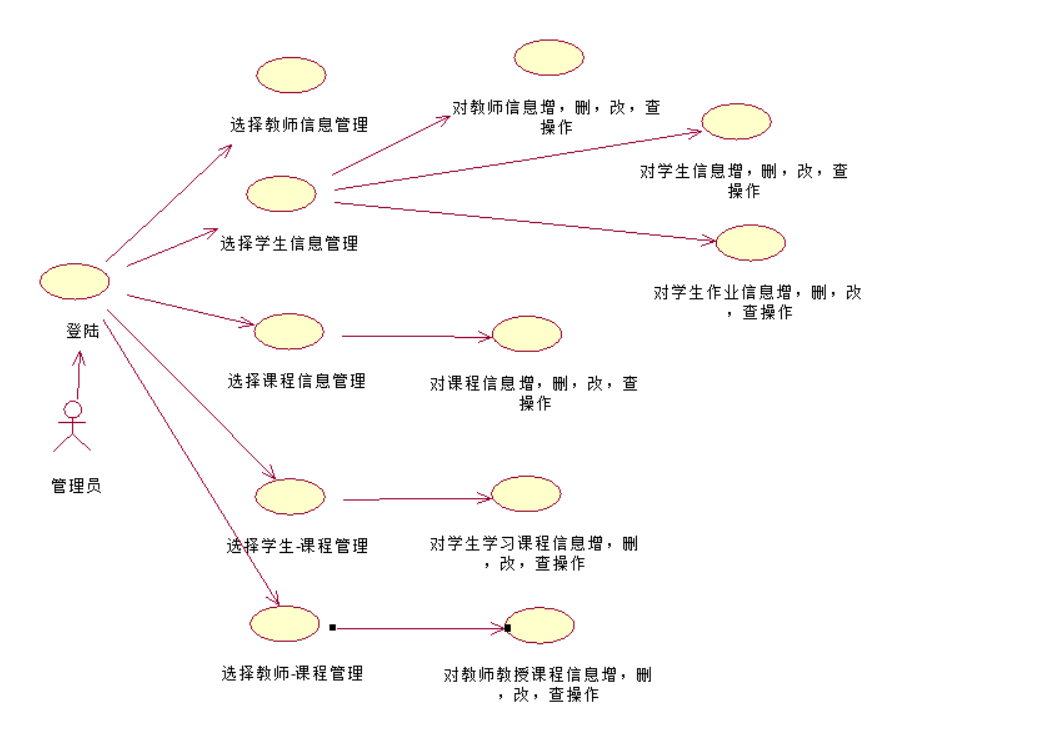 选择教师信息管理
对教师信息增，删，改，查
操作
对学生信息增，删，改，查
操作
选择学生信息管理
对学生作业信息增，删，改
，查操作
登陆
选择课程信息管理
对课程信息增，删，改，查
操作
管理员
选择学生-课程管理
对学生学习课程信息增，删
，改，查操作
选择教师-课程管理
对教师教授课程信息增，删
，改，查操作